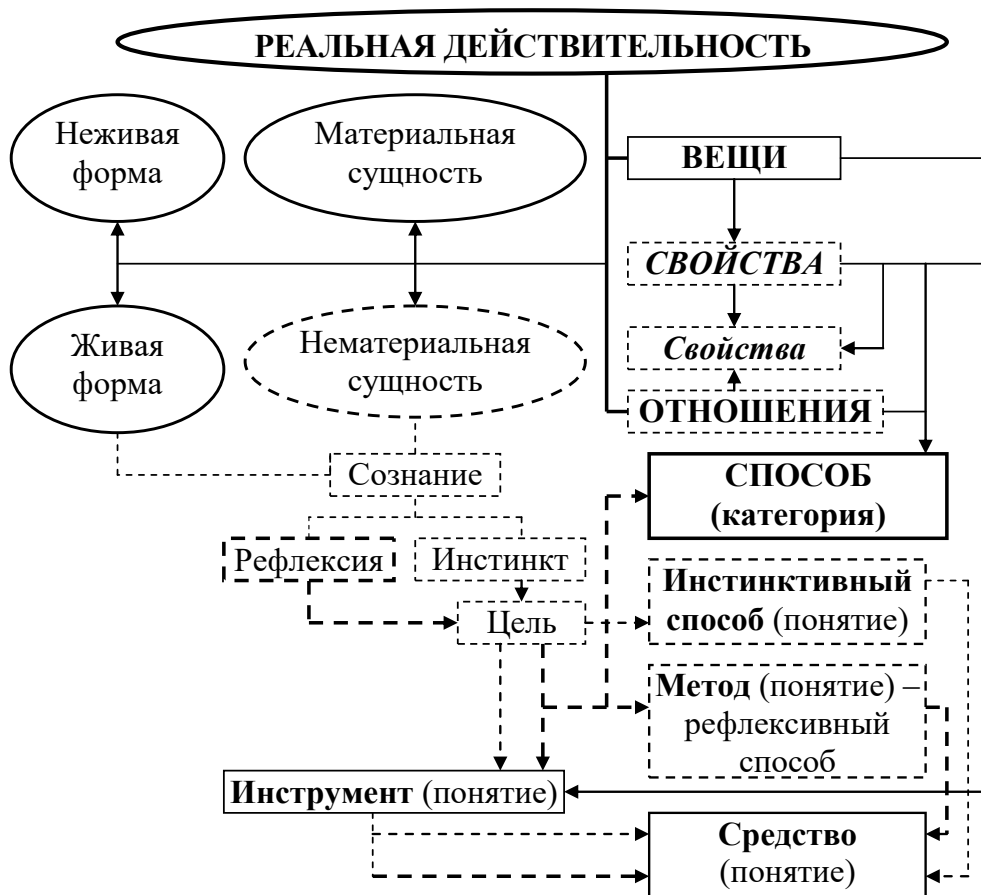 РЕАЛЬНАЯ ДЕЙСТВИТЕЛЬНОСТЬ
Неживая
форма
Материальная
сущность
ВЕЩИ
СВОЙСТВА
Живая
форма
Нематериальная
сущность
Свойства
ОТНОШЕНИЯ
Сознание
СПОСОБ
(категория)
Рефлексия
Инстинкт
Цель
Инстинктивный
способ (понятие)
Метод (понятие) –
рефлексивный
способ
Инструмент (понятие)
Средство
(понятие)